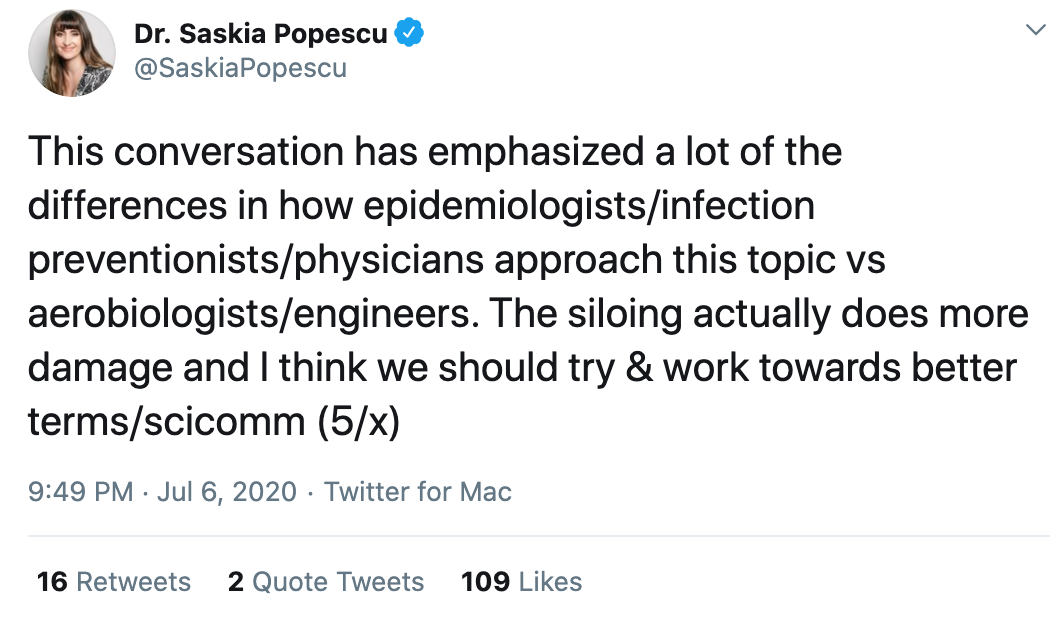 Dr. Saskia Popescu
@SaskiaPopescu
This conversation has emphasized a lot of the
differences in how epidemiologists/infection
preventionists/physicians approach this topic vs
aerobiologists/engineers. The siloing actually does more
damage and I think we should try & work towards better
terms/scicomm (5/x)
9:49 PM · Jul 6, 2020 · Twitter for Mac
16 Retweets 2 Quote Tweets 109 Likes